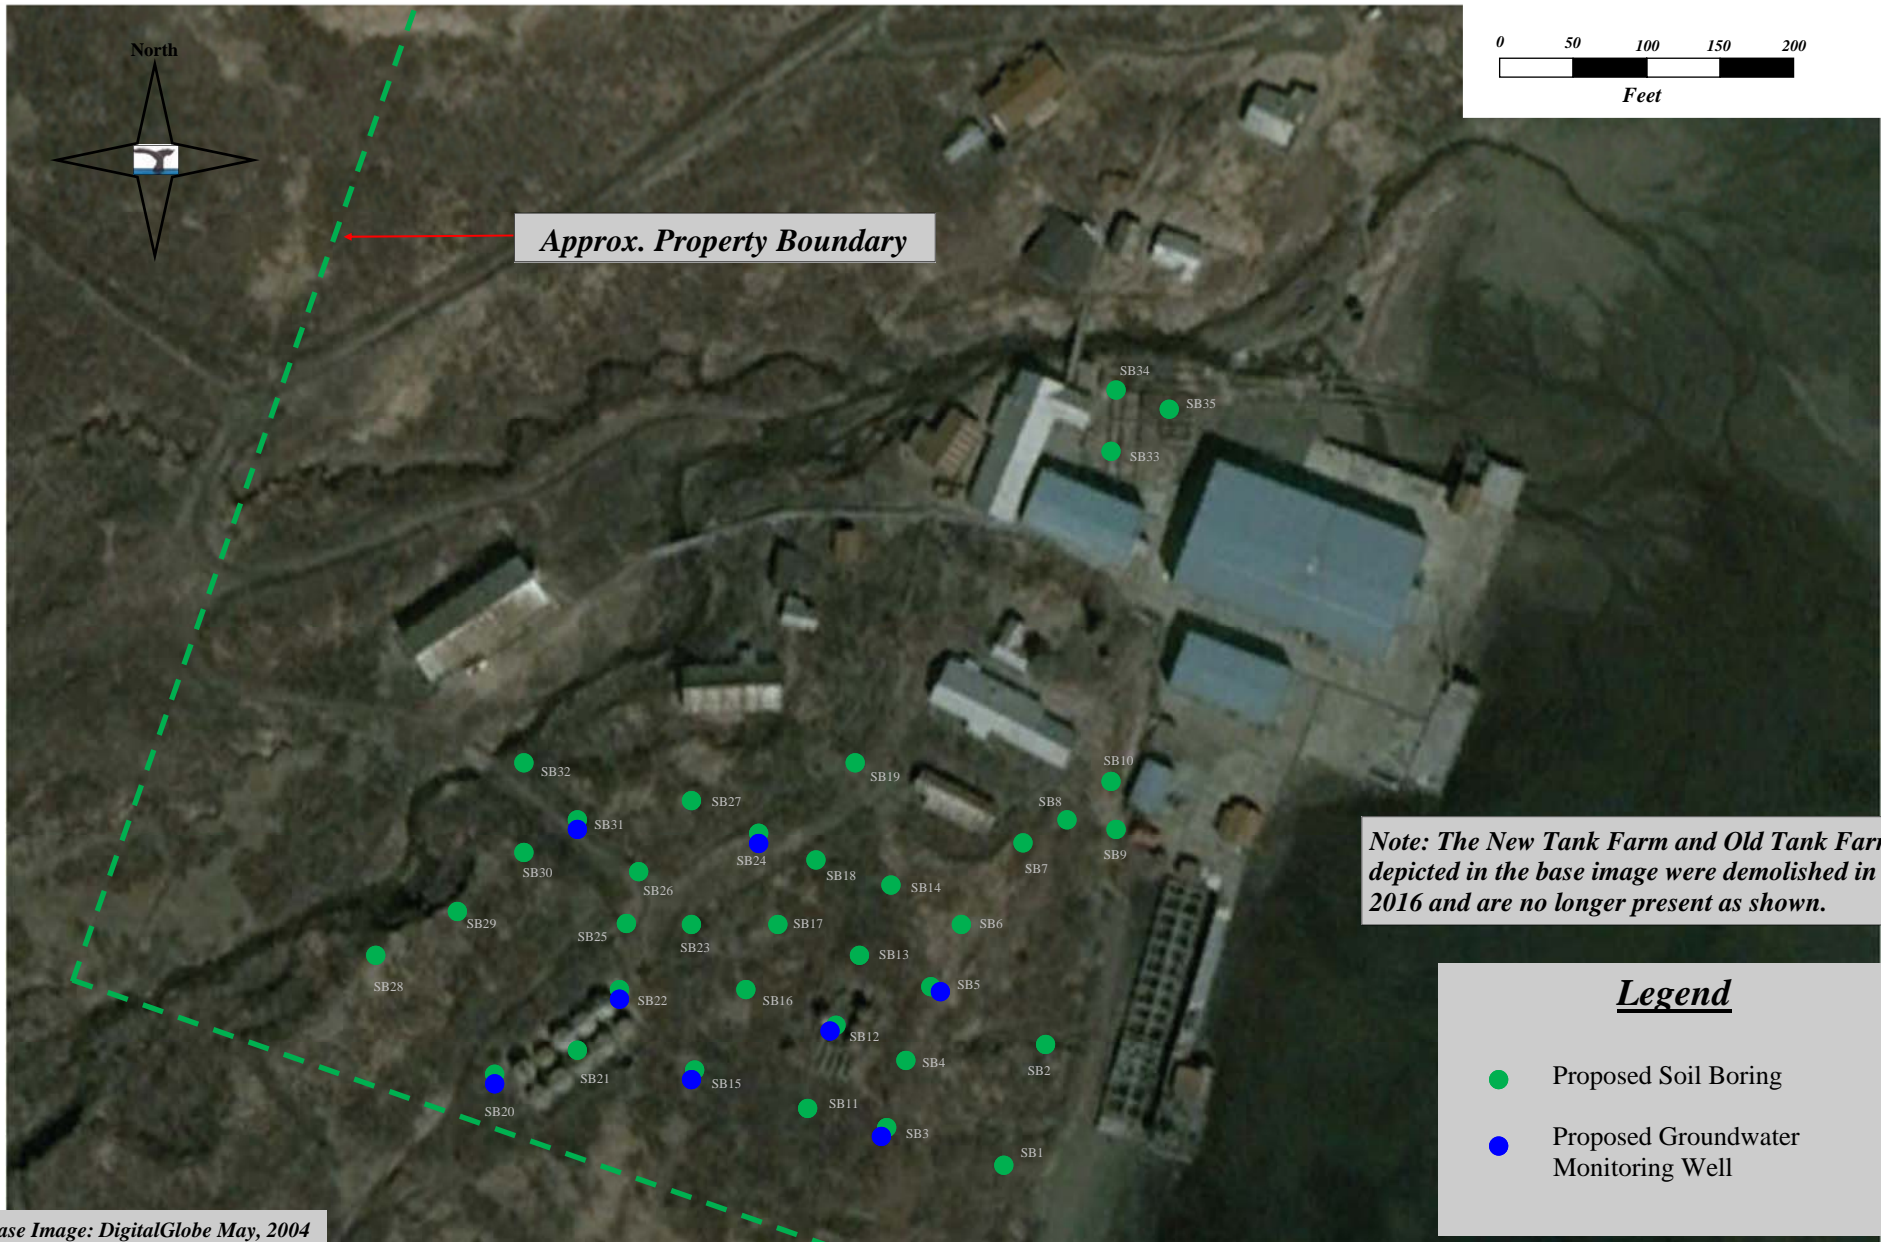 North
0 50 100 150 200
Feet
Approx. Property Boundary
SB34
SB35
SB33
SB32
SB19
SB10
SB27
SB8
SB31
SB24
SB7
SB9
SB30
SB18
SB26
SB14
SB29
SB25
SB23
SB17
SB6
SB13
SB28
SB22
SB16
SB5
SB12
SB21
SB4
SB2
SB20
SB15
SB11
SB3
SB1
Note: The New Tank Farm and Old Tank Farm
depicted in the base image were demolished in
2016 and are no longer present as shown.
Legend
Proposed Soil Boring
Proposed Groundwater
Monitoring Well
ase Image: DigitalGlobe May, 2004